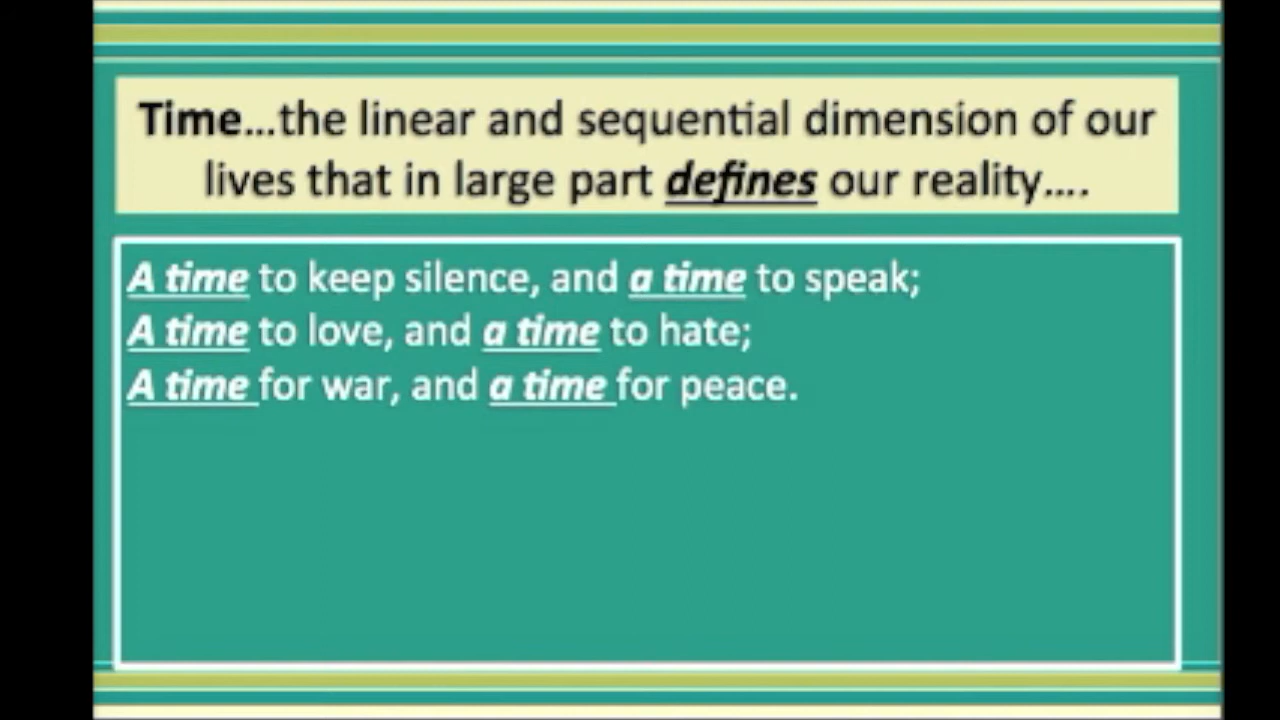 Time...the linear and sequential dimension of our
lives that in large part defines our reality....
A time to keep silence, and a time to speak;
A time to love, and a time to hate;
A time for war, and a time for peace.